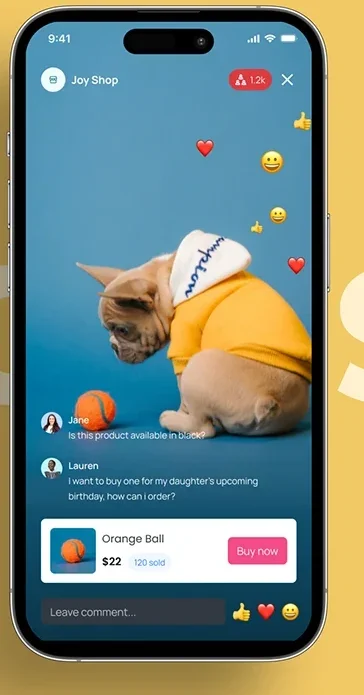 9:41
Joy Shop
1.2k
Jane
Is this product available in black?
Lauren
I want to buy one for my daughter's upcoming
birthday, how can i order?
Orange Ball
$22
120 sold
Buy now
Leave comment...